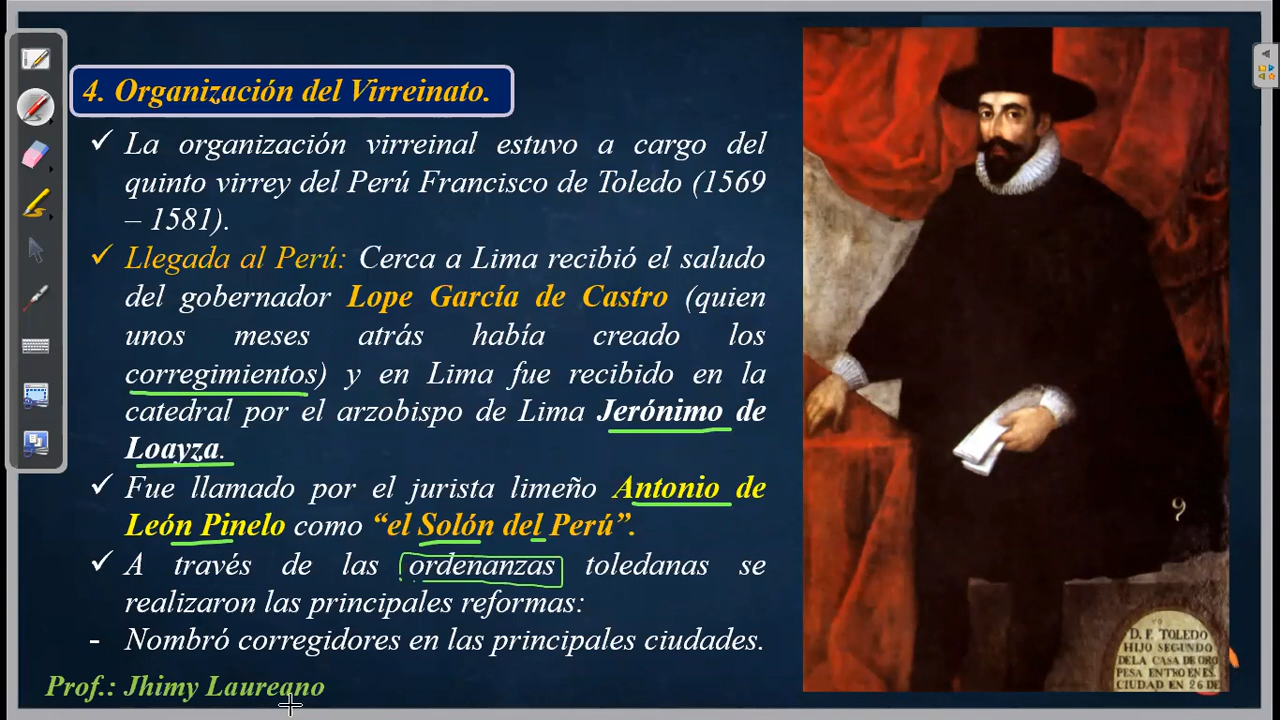 4. Organización del Virreinato.
✓ La organización virreinal estuvo a cargo del
quinto virrey del Perú Francisco de Toledo (1569
– 1581).
✓ Llegada al Perú: Cerca a Lima recibió el saludo
del gobernador Lope García de Castro (quien
unos meses atrás había creado los
corregimientos) y en Lima fue recibido en la
catedral por el arzobispo de Lima Jerónimo de
Loayza.
✓ Fue llamado por el jurista limeño Antonio de
León Pinelo como “el Solón del Perú”.
✓ A través de las ordenanzas toledanas se
realizaron las principales reformas:
- Nombró corregidores en las principales ciudades.
Prof.: Jhimy Laureano
9
D. F. TOLEDO
HIJO SEGUNDO
DE LA CASA DE ORO
PESA ENTRO EN ES.
CIUDAD EN 26 DE